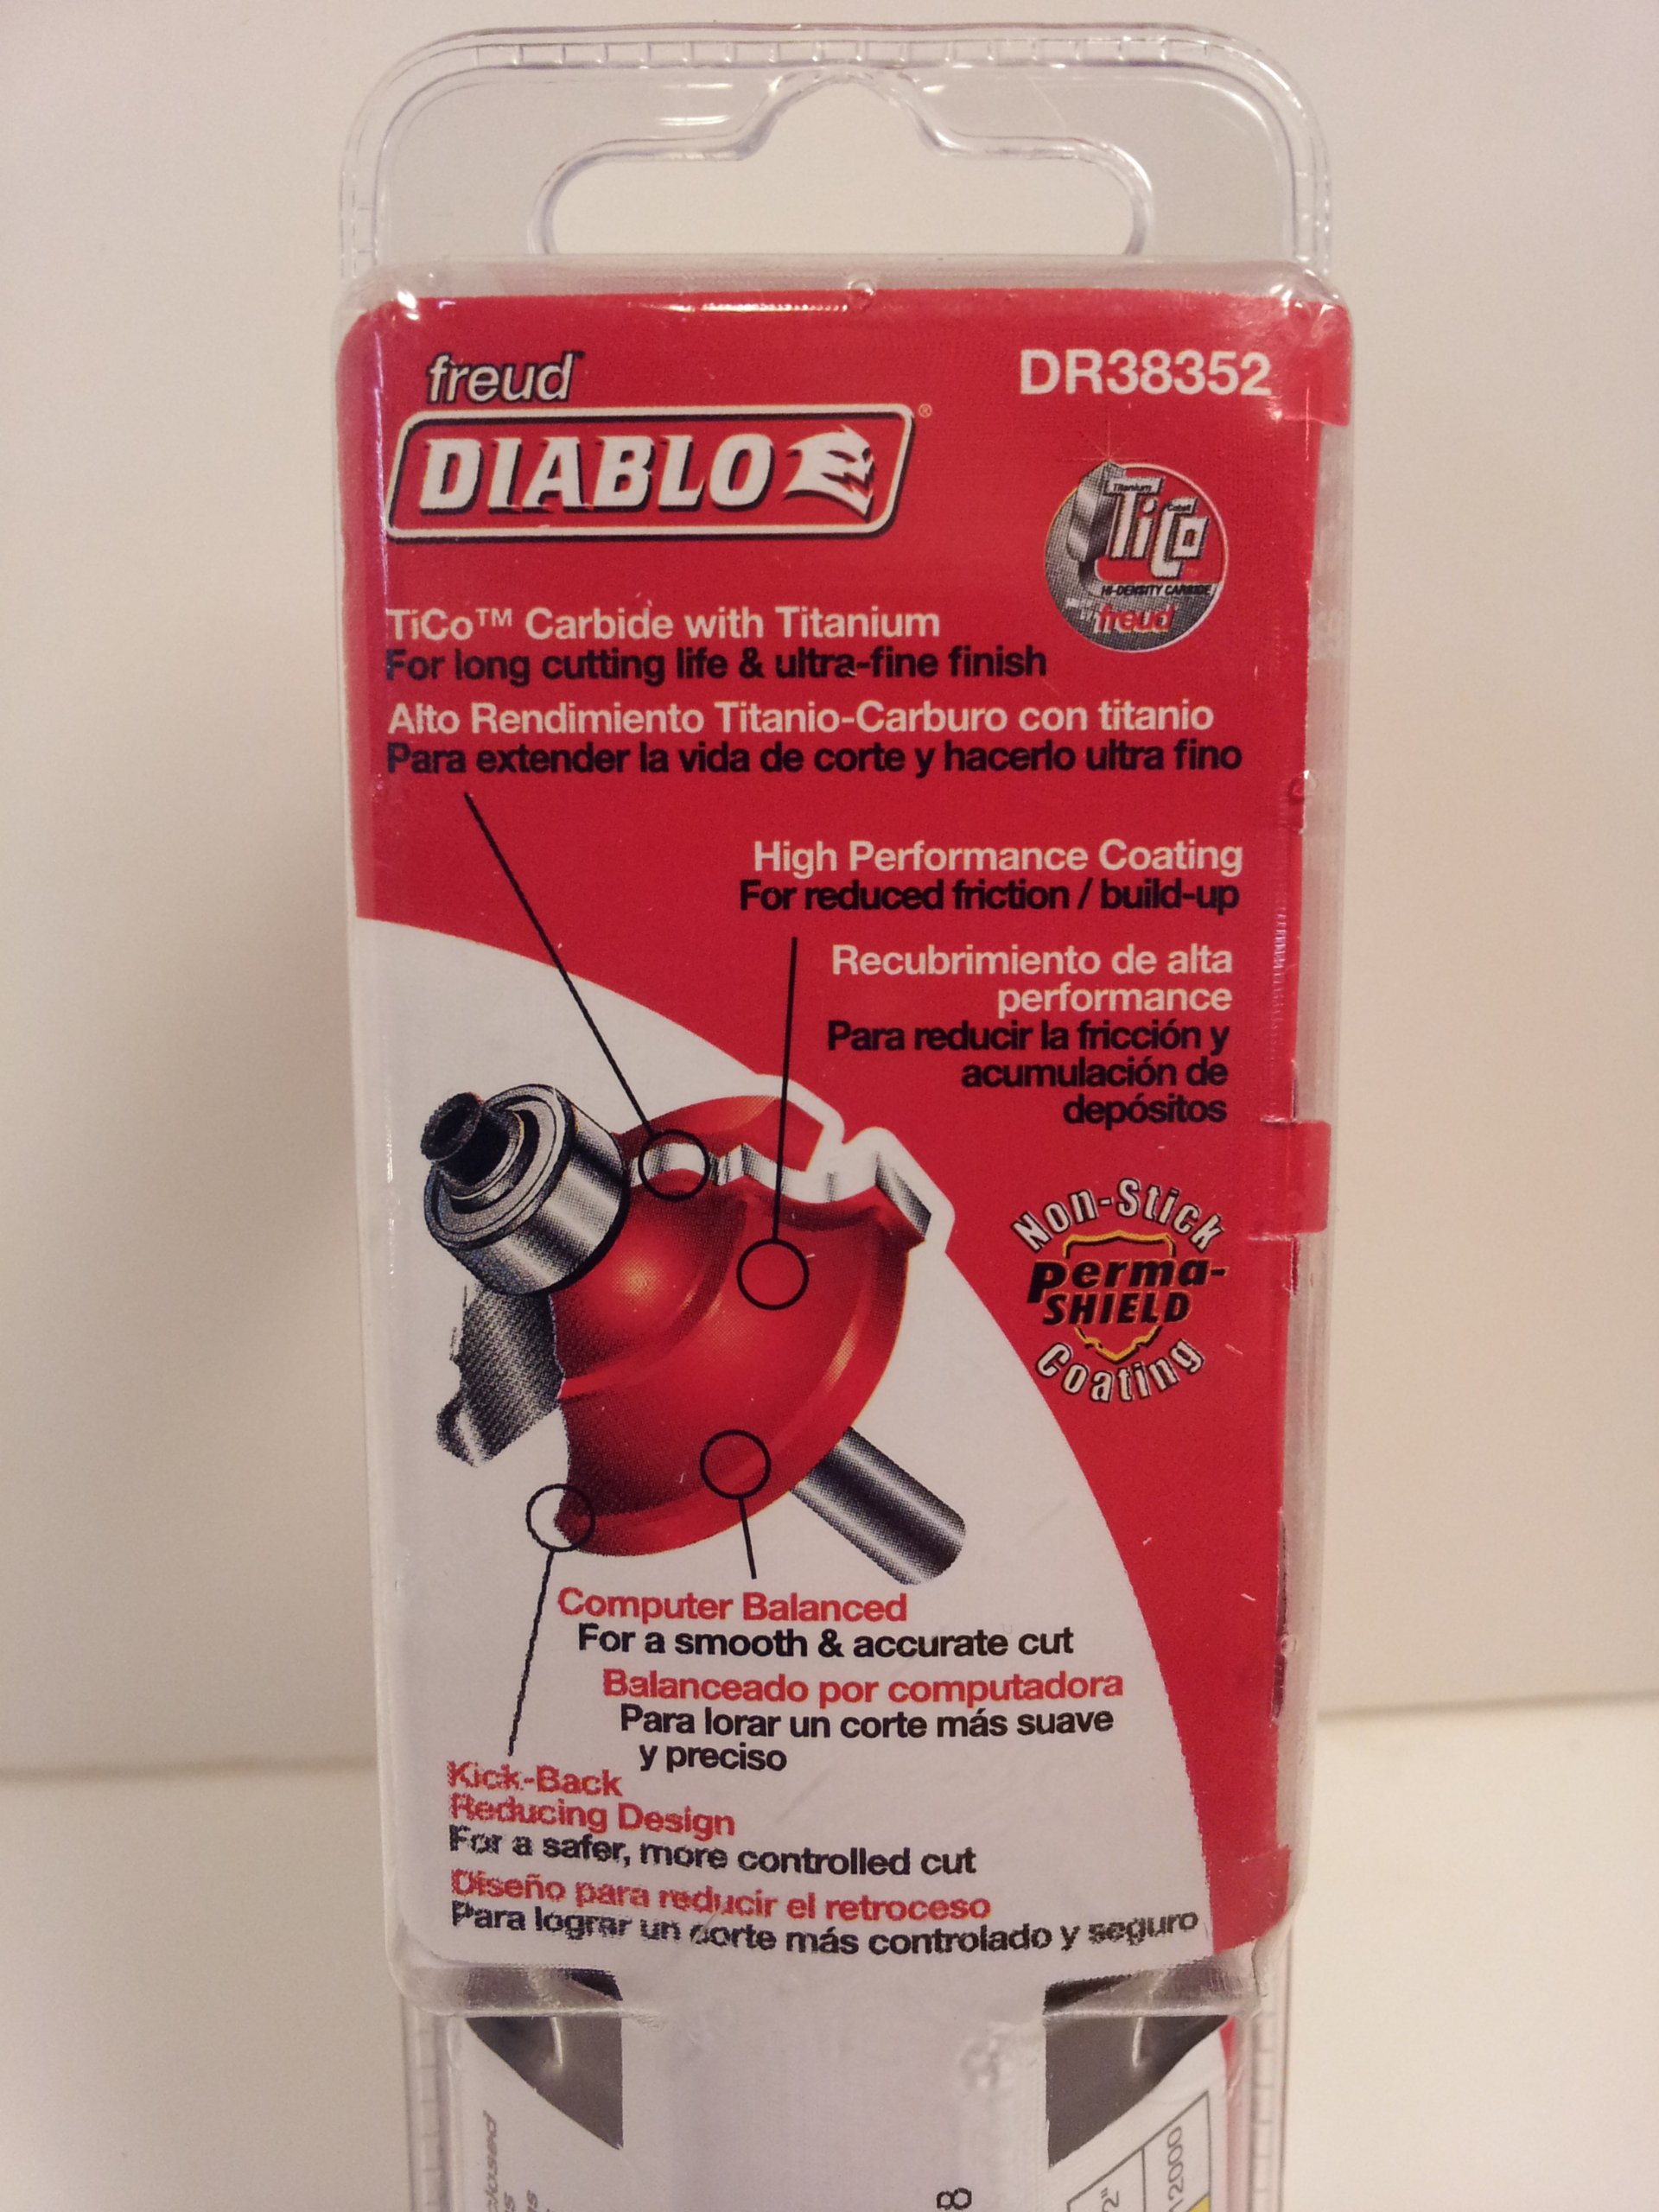 freud
DR38352
DIABLO
®
Titanium
Cobalt
TiCo
HI-DENSITY CARBIDE
freud
TiCo™ Carbide with Titanium
For long cutting life & ultra-fine finish
Alto Rendimiento Titanio-Carburo con titanio
Para extender la vida de corte y hacerlo ultra fino
High Performance Coating
For reduced friction / build-up
Recubrimiento de alta
performance
Para reducir la fricción y
acumulación de
depósitos
Non-Stick
Perma-
SHIELD
Coating
Computer Balanced
For a smooth & accurate cut
Balanceado por computadora
Para lorar un corte más suave
y preciso
Kick-Back
Reducing Design
For a safer, more controlled cut
Diseño para reducir el retroceso
Para lograr un corte más controlado y seguro
8
12000